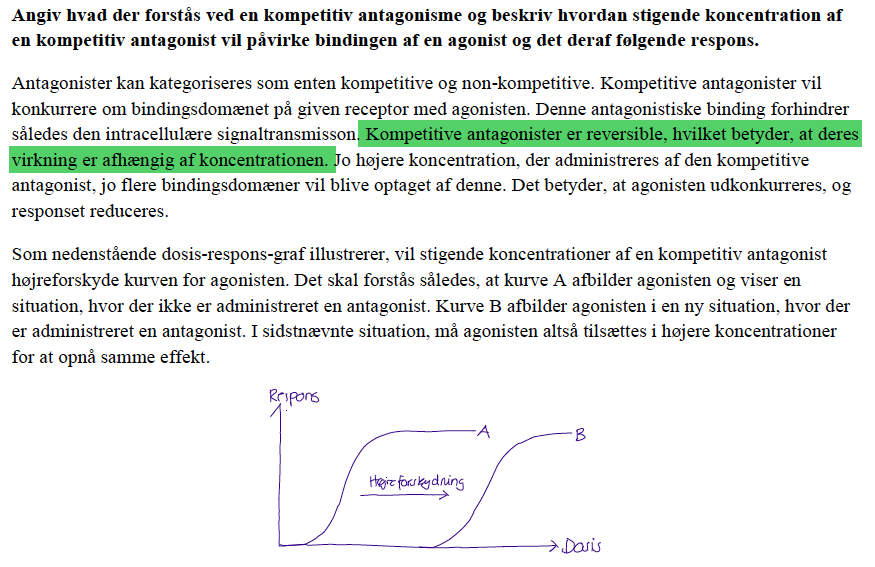 Angiv hvad der forstås ved en kompetitiv antagonisme og beskriv hvordan stigende koncentration af
en kompetitiv antagonist vil påvirke bindingen af en agonist og det deraf følgende respons.
Antagonister kan kategoriseres som enten kompetitive og non-kompetitive. Kompetitive antagonister vil
konkurrere om bindingsdomænet på given receptor med agonisten. Denne antagonistiske binding forhindrer
således den intracellulære signaltransmisson. Kompetitive antagonister er reversible, hvilket betyder, at deres
virkning er afhængig af koncentrationen. Jo højere koncentration, der administreres af den kompetitive
antagonist, jo flere bindingsdomæner vil blive optaget af denne. Det betyder, at agonisten udkonkurreres, og
responset reduceres.
Som nedenstående dosis-respons-graf illustrerer, vil stigende koncentrationer af en kompetitiv antagonist
højreforskyde kurven for agonisten. Det skal forstås således, at kurve A afbilder agonisten og viser en
situation, hvor der ikke er administreret en antagonist. Kurve B afbilder agonisten i en ny situation, hvor der
er administreret en antagonist. I sidstnævnte situation, må agonisten altså tilsættes i højere koncentrationer
for at opnå samme effekt.
Respons
A
B
Højreforskydning
Dosis